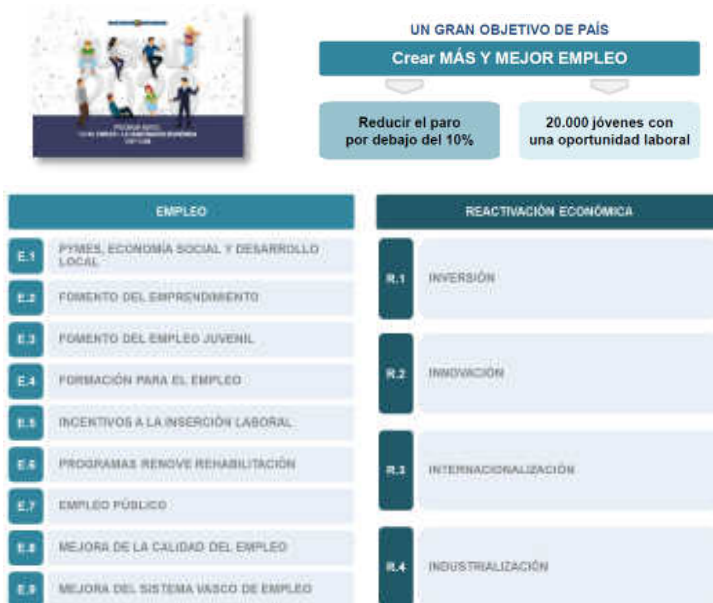 UN GRAN OBJETIVO DE PAÍS
Crear MÁS Y MEJOR EMPLEO
Reducir el paro
por debajo del 10%
20.000 jóvenes con
una oportunidad laboral
EMPLEO
E.1 PYMES, ECONOMÍA SOCIAL Y DESARROLLO
LOCAL
E.2 FOMENTO DEL EMPRENDIMIENTO
E.3 FOMENTO DEL EMPLEO JUVENIL
E.4 FORMACIÓN PARA EL EMPLEO
E.5 INCENTIVOS A LA INSERCIÓN LABORAL
E.6 PROGRAMAS RENOVE REHABILITACIÓN
E.7 EMPLEO PÚBLICO
E.8 MEJORA DE LA CALIDAD DEL EMPLEO
E.9 MEJORA DEL SISTEMA VASCO DE EMPLEO
REACTIVACIÓN ECONÓMICA
R.1 INVERSIÓN
R.2 INNOVACIÓN
R.3 INTERNACIONALIZACIÓN
R.4 INDUSTRIALIZACIÓN